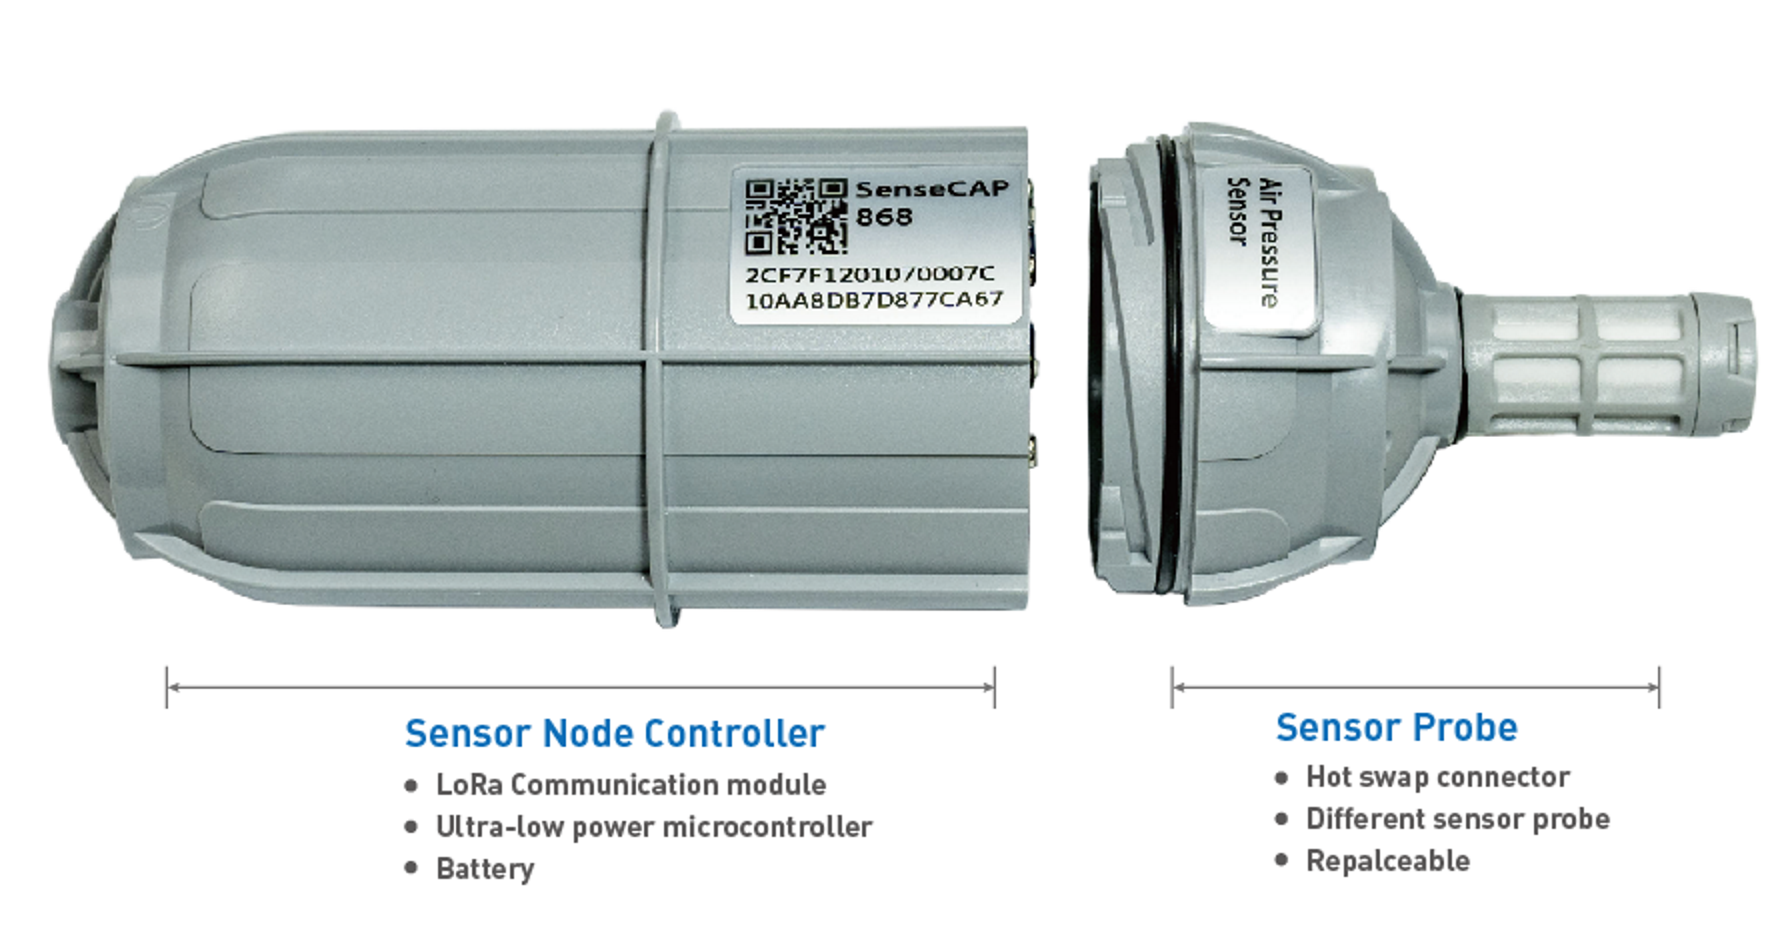 SenseCAP
868
2CF7F1201070007C
10AA8DB7D877CA67
Air Pressure
Sensor
Sensor Node Controller
• LoRa Communication module
• Ultra-low power microcontroller
• Battery
Sensor Probe
• Hot swap connector
• Different sensor probe
• Repalceable